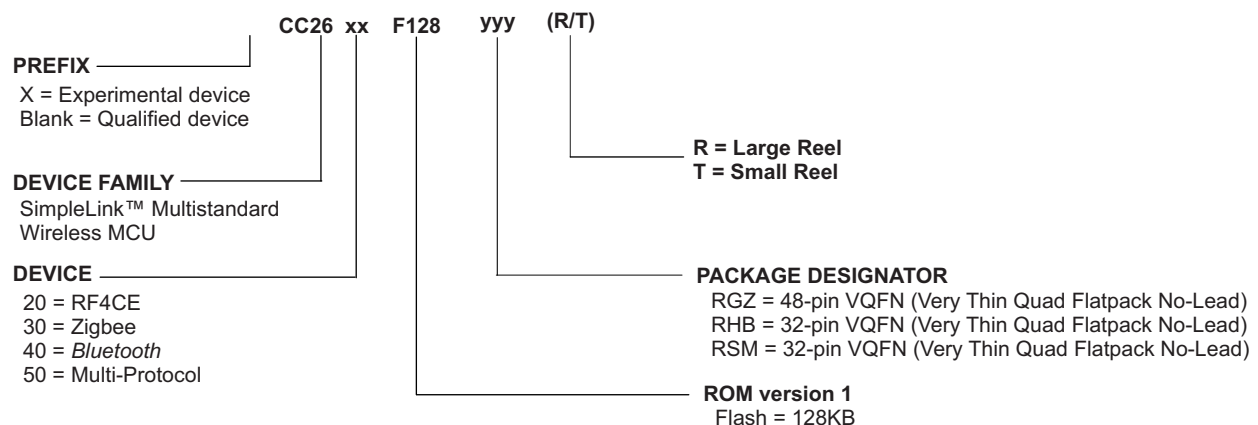 CC26 xx F128 yyy (R/T)
PREFIX
X = Experimental device
Blank = Qualified device
R = Large Reel
T = Small Reel
DEVICE FAMILY
SimpleLink™ Multistandard
Wireless MCU
DEVICE
20 = RF4CE
30 = Zigbee
40 = Bluetooth
50 = Multi-Protocol
PACKAGE DESIGNATOR
RGZ = 48-pin VQFN (Very Thin Quad Flatpack No-Lead)
RHB = 32-pin VQFN (Very Thin Quad Flatpack No-Lead)
RSM = 32-pin VQFN (Very Thin Quad Flatpack No-Lead)
ROM version 1
Flash = 128KB